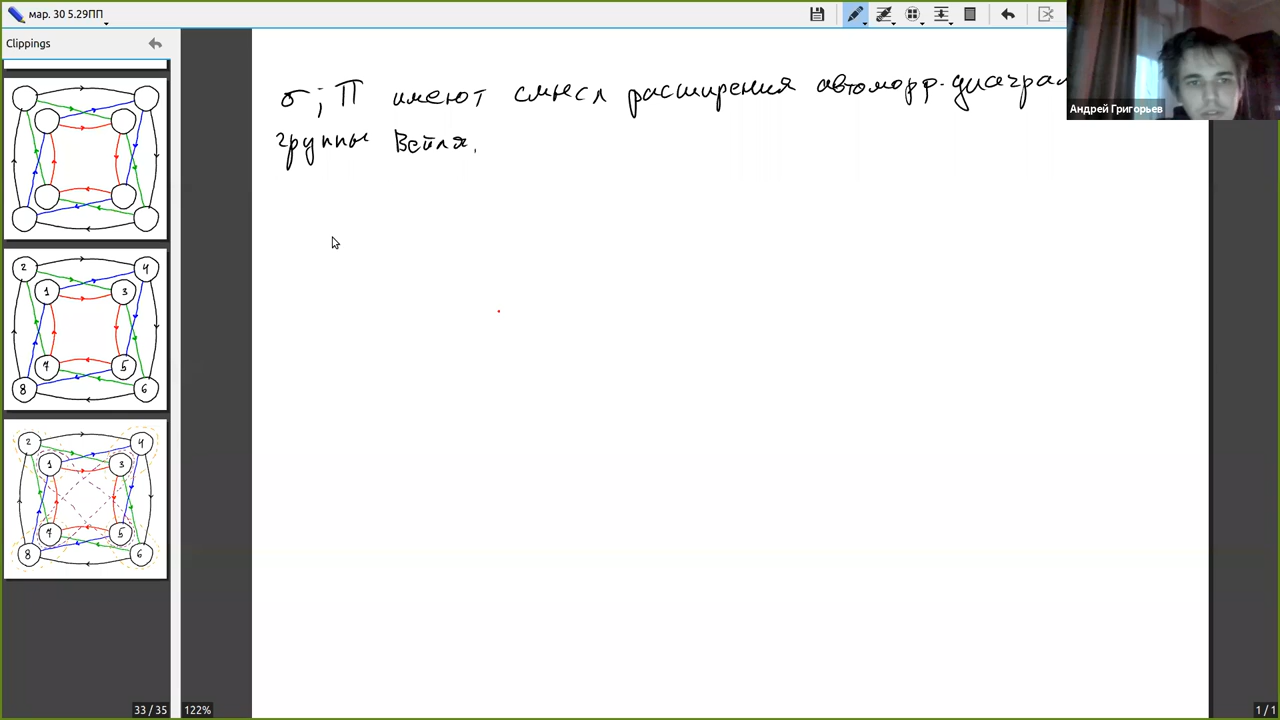 мар. 30 5.29ПП
Clippings
Андрей Григорьев
σ; π имеют смысл расширения автоморф. диаграм
группы Вейля.
2 4
1 3
7 5
8 6
2 4
1 3
7 5
8 6
33 / 35
122%
1 / 1